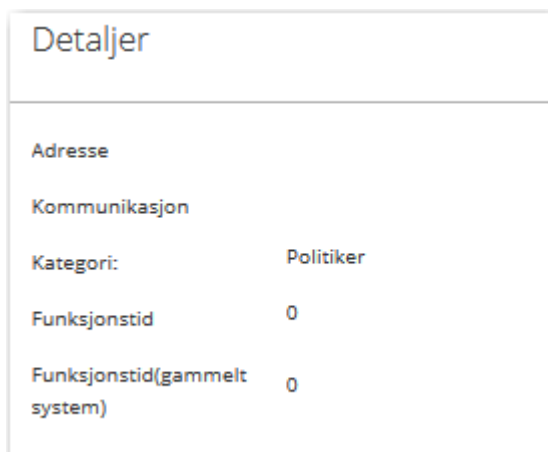 Detaljer
Adresse
Kommunikasjon
Kategori: Politiker
Funksjonstid 0
Funksjonstid(gammelt 0
system)